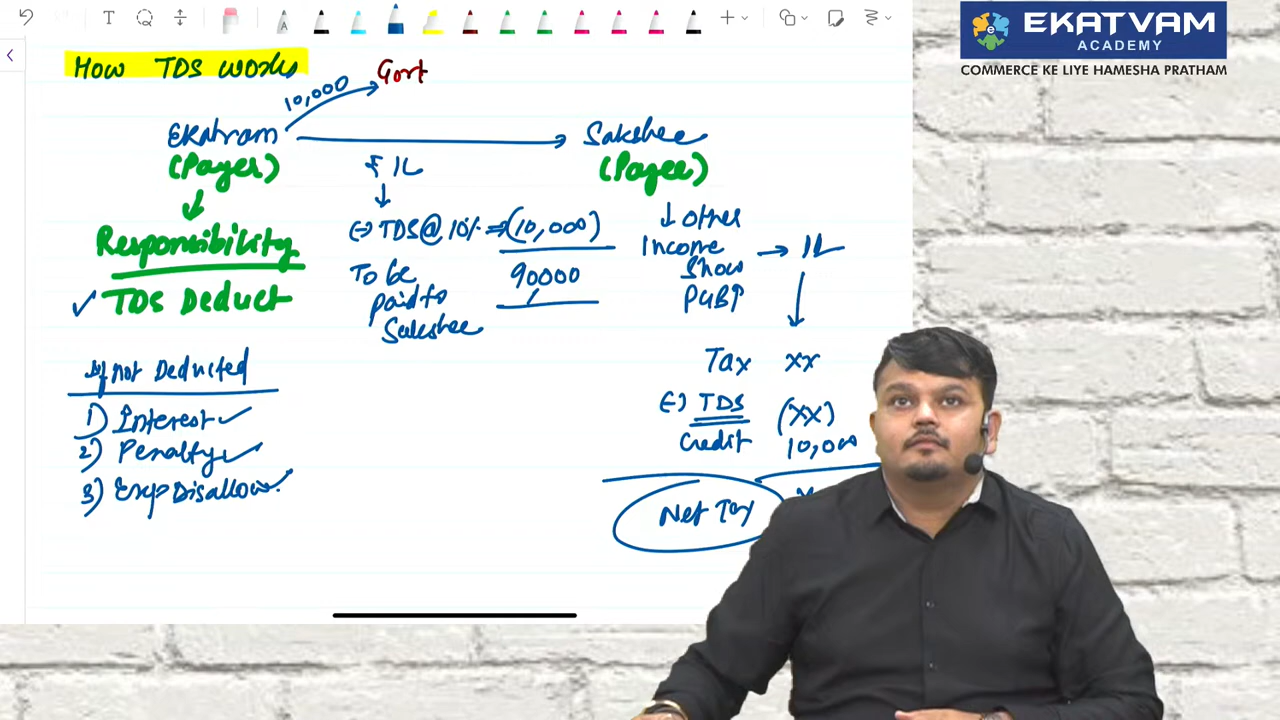 EKATVAM
ACADEMY
COMMERCE KE LIYE HAMESHA PRATHAM
How TDS works
10,000
Govt
Ekatvam
Sakshee
(Payer)
₹ 1L
(Payee)
Responsibility
TDS Deduct
(-) TDS @ 10% ⇒ (10,000)
To be
paid to
Sakshee
90000
Other
Income → 1L
Show
If not Deducted
1) Interest ✓
2) Penalty ✓
3) Exp Disallow.
Tax xx
(-) TDS (xx)
Credit 10,000
Net Tax